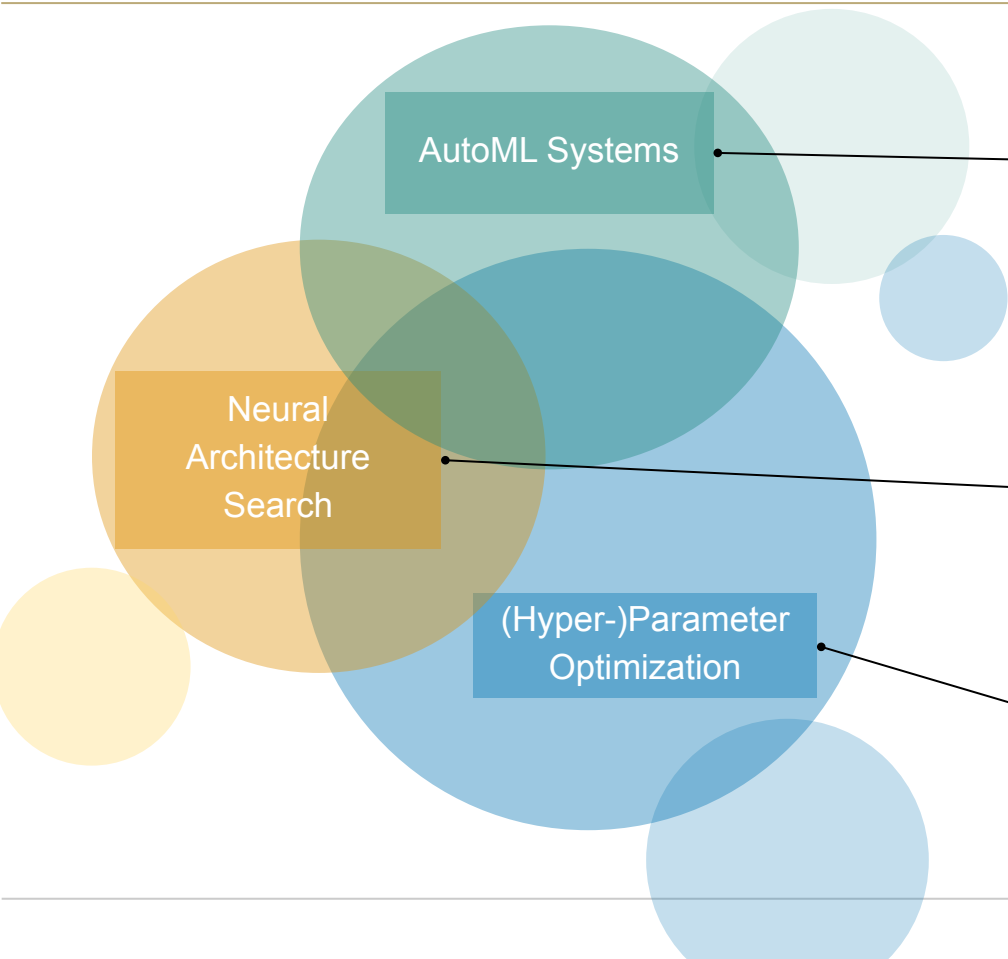 AutoML Systems
Neural
Architecture
Search
(Hyper-)Parameter
Optimization